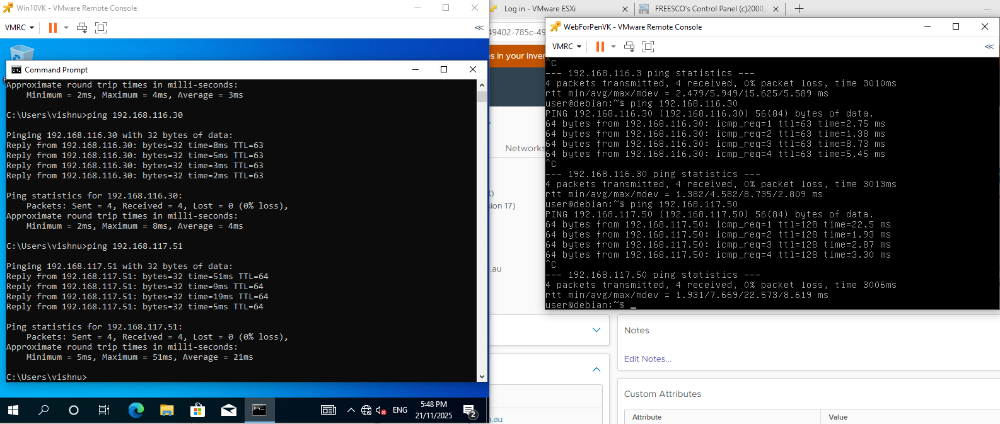 Win10VK - VMware Remote Console
VMRC
Command Prompt
Approximate round trip times in milli-seconds:
    Minimum = 2ms, Maximum = 4ms, Average = 3ms
C:\Users\vishnu>ping 192.168.116.30
Pinging 192.168.116.30 with 32 bytes of data:
Reply from 192.168.116.30: bytes=32 time=8ms TTL=63
Reply from 192.168.116.30: bytes=32 time=5ms TTL=63
Reply from 192.168.116.30: bytes=32 time=3ms TTL=63
Reply from 192.168.116.30: bytes=32 time=2ms TTL=63
Ping statistics for 192.168.116.30:
    Packets: Sent = 4, Received = 4, Lost = 0 (0% loss),
Approximate round trip times in milli-seconds:
    Minimum = 2ms, Maximum = 8ms, Average = 4ms
C:\Users\vishnu>ping 192.168.117.51
Pinging 192.168.117.51 with 32 bytes of data:
Reply from 192.168.117.51: bytes=32 time=51ms TTL=64
Reply from 192.168.117.51: bytes=32 time=9ms TTL=64
Reply from 192.168.117.51: bytes=32 time=19ms TTL=64
Reply from 192.168.117.51: bytes=32 time=5ms TTL=64
Ping statistics for 192.168.117.51:
    Packets: Sent = 4, Received = 4, Lost = 0 (0% loss),
Approximate round trip times in milli-seconds:
    Minimum = 5ms, Maximum = 51ms, Average = 21ms
C:\Users\vishnu>
ENG
5:48 PM
21/11/2025
2
Log in - VMware ESXi
FREESCO's Control Panel (c)2000,
49402-785c-49
s in your inver
Networks
t)
sion 17)
.au
n.au
WebForPenVK - VMware Remote Console
VMRC
^C
--- 192.168.116.3 ping statistics ---
4 packets transmitted, 4 received, 0% packet loss, time 3010ms
rtt min/avg/max/mdev = 2.479/5.949/15.625/5.589 ms
user@debian:~$ ping 192.168.116.30
PING 192.168.116.30 (192.168.116.30) 56(84) bytes of data.
64 bytes from 192.168.116.30: icmp_req=1 ttl=63 time=2.75 ms
64 bytes from 192.168.116.30: icmp_req=2 ttl=63 time=1.38 ms
64 bytes from 192.168.116.30: icmp_req=3 ttl=63 time=8.73 ms
64 bytes from 192.168.116.30: icmp_req=4 ttl=63 time=5.45 ms
^C
--- 192.168.116.30 ping statistics ---
4 packets transmitted, 4 received, 0% packet loss, time 3013ms
rtt min/avg/max/mdev = 1.382/4.582/8.735/2.809 ms
user@debian:~$ ping 192.168.117.50
PING 192.168.117.50 (192.168.117.50) 56(84) bytes of data.
64 bytes from 192.168.117.50: icmp_req=1 ttl=128 time=22.5 ms
64 bytes from 192.168.117.50: icmp_req=2 ttl=128 time=1.93 ms
64 bytes from 192.168.117.50: icmp_req=3 ttl=128 time=2.87 ms
64 bytes from 192.168.117.50: icmp_req=4 ttl=128 time=3.30 ms
^C
--- 192.168.117.50 ping statistics ---
4 packets transmitted, 4 received, 0% packet loss, time 3006ms
rtt min/avg/max/mdev = 1.931/7.669/22.573/8.619 ms
user@debian:~$ _
Notes
Edit Notes...
Custom Attributes
Attribute
Value